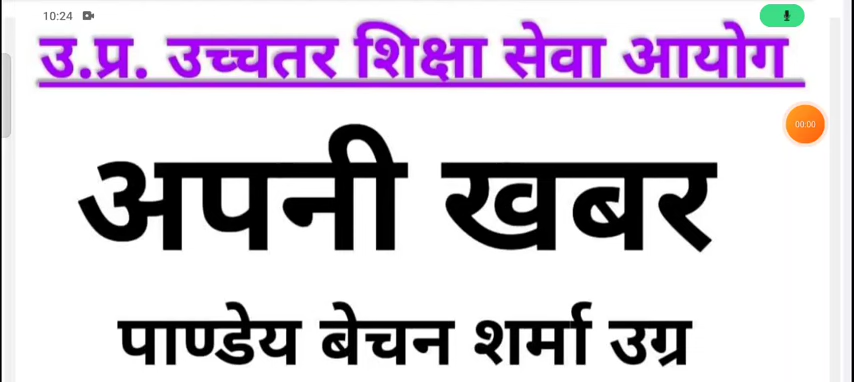 10:24
उ.प्र. उच्चतर शिक्षा सेवा आयोग
00:00
अपनी खबर
पाण्डेय बेचन शर्मा उग्र